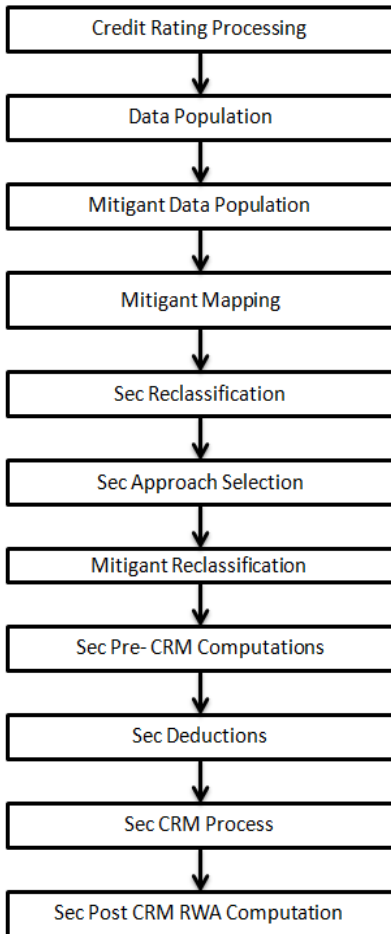 Credit Rating Processing
Data Population
Mitigant Data Population
Mitigant Mapping
Sec Reclassification
Sec Approach Selection
Mitigant Reclassification
Sec Pre- CRM Computations
Sec Deductions
Sec CRM Process
Sec Post CRM RWA Computation